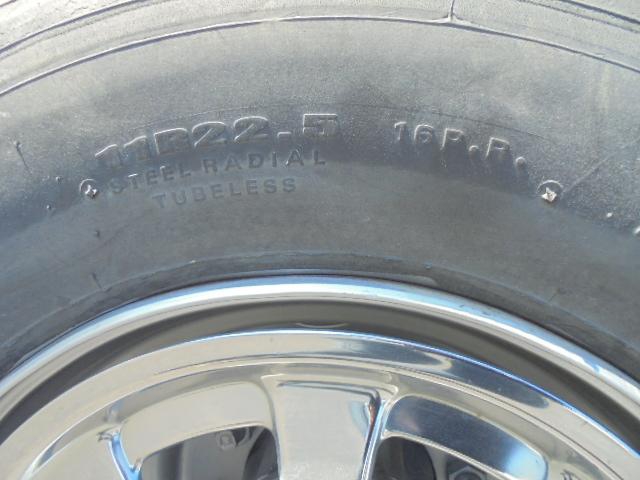 11R22.5 16P.R.
STEEL RADIAL
TUBELESS